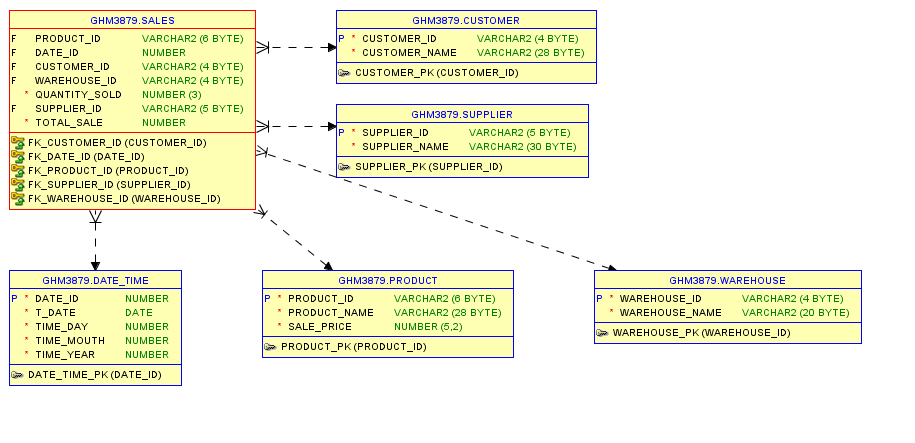 GHM3879.SALES
F PRODUCT_ID VARCHAR2 (6 BYTE)
F DATE_ID NUMBER
F CUSTOMER_ID VARCHAR2 (4 BYTE)
F WAREHOUSE_ID VARCHAR2 (4 BYTE)
* QUANTITY_SOLD NUMBER (3)
F SUPPLIER_ID VARCHAR2 (5 BYTE)
* TOTAL_SALE NUMBER
FK_CUSTOMER_ID (CUSTOMER_ID)
FK_DATE_ID (DATE_ID)
FK_PRODUCT_ID (PRODUCT_ID)
FK_SUPPLIER_ID (SUPPLIER_ID)
FK_WAREHOUSE_ID (WAREHOUSE_ID)
GHM3879.CUSTOMER
P * CUSTOMER_ID VARCHAR2 (4 BYTE)
* CUSTOMER_NAME VARCHAR2 (28 BYTE)
CUSTOMER_PK (CUSTOMER_ID)
GHM3879.SUPPLIER
P * SUPPLIER_ID VARCHAR2 (5 BYTE)
* SUPPLIER_NAME VARCHAR2 (30 BYTE)
SUPPLIER_PK (SUPPLIER_ID)
GHM3879.DATE_TIME
P * DATE_ID NUMBER
* T_DATE DATE
* TIME_DAY NUMBER
* TIME_MOUTH NUMBER
* TIME_YEAR NUMBER
DATE_TIME_PK (DATE_ID)
GHM3879.PRODUCT
P * PRODUCT_ID VARCHAR2 (6 BYTE)
* PRODUCT_NAME VARCHAR2 (28 BYTE)
* SALE_PRICE NUMBER (5,2)
PRODUCT_PK (PRODUCT_ID)
GHM3879.WAREHOUSE
P * WAREHOUSE_ID VARCHAR2 (4 BYTE)
* WAREHOUSE_NAME VARCHAR2 (20 BYTE)
WAREHOUSE_PK (WAREHOUSE_ID)